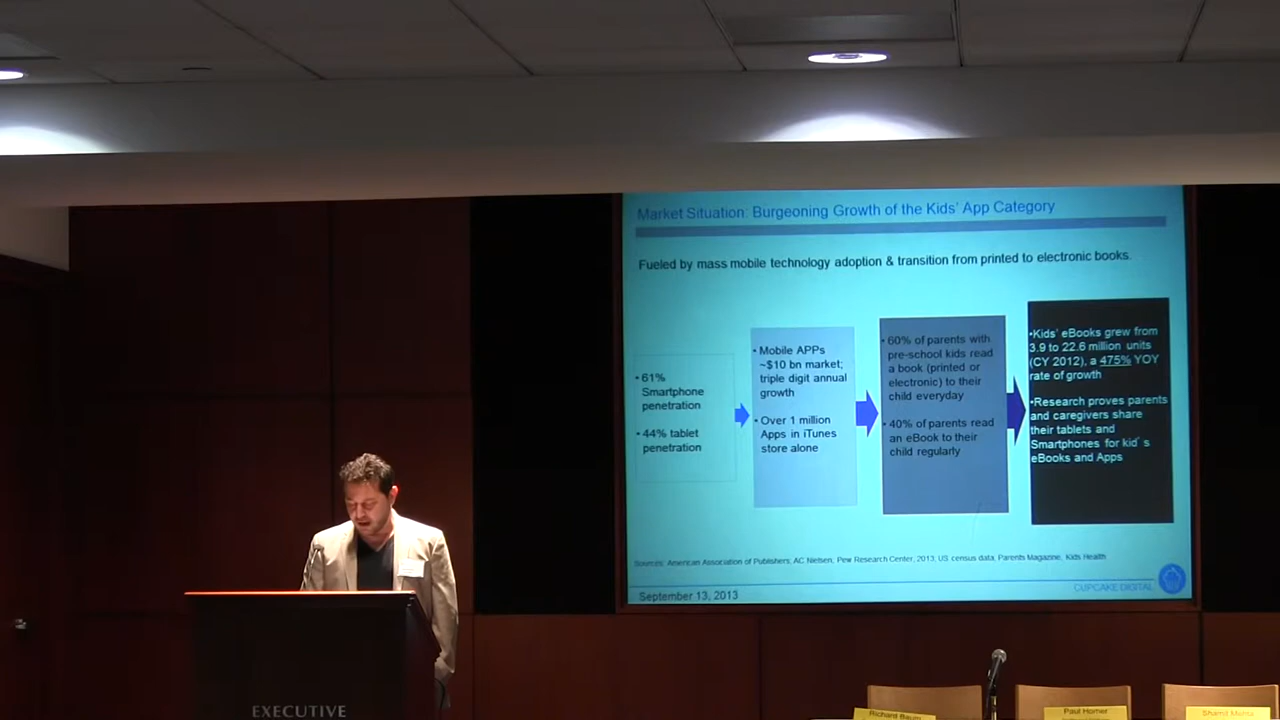 Market Situation: Burgeoning Growth of the Kids' App Category
Fueled by mass mobile technology adoption & transition from printed to electronic books.
• 61%
Smartphone
penetration
• 44% tablet
penetration
• Mobile APPs
~$10 bn market;
triple digit annual
growth
• Over 1 million
Apps in iTunes
store alone
• 60% of parents with
pre-school kids read
a book (printed or
electronic) to their
child everyday
• 40% of parents read
an eBook to their
child regularly
•Kids' eBooks grew from
3.9 to 22.6 million units
(CY 2012), a 475% YOY
rate of growth
•Research proves parents
and caregivers share
their tablets and
Smartphones for kid's
eBooks and Apps
Sources: American Association of Publishers, AC Nielsen, Pew Research Center, 2013; US census data, Parents Magazine, Kids Health
September 13, 2013
CUPCAKE DIGITAL
EXECUTIVE
Richard Baum
Paul Homer